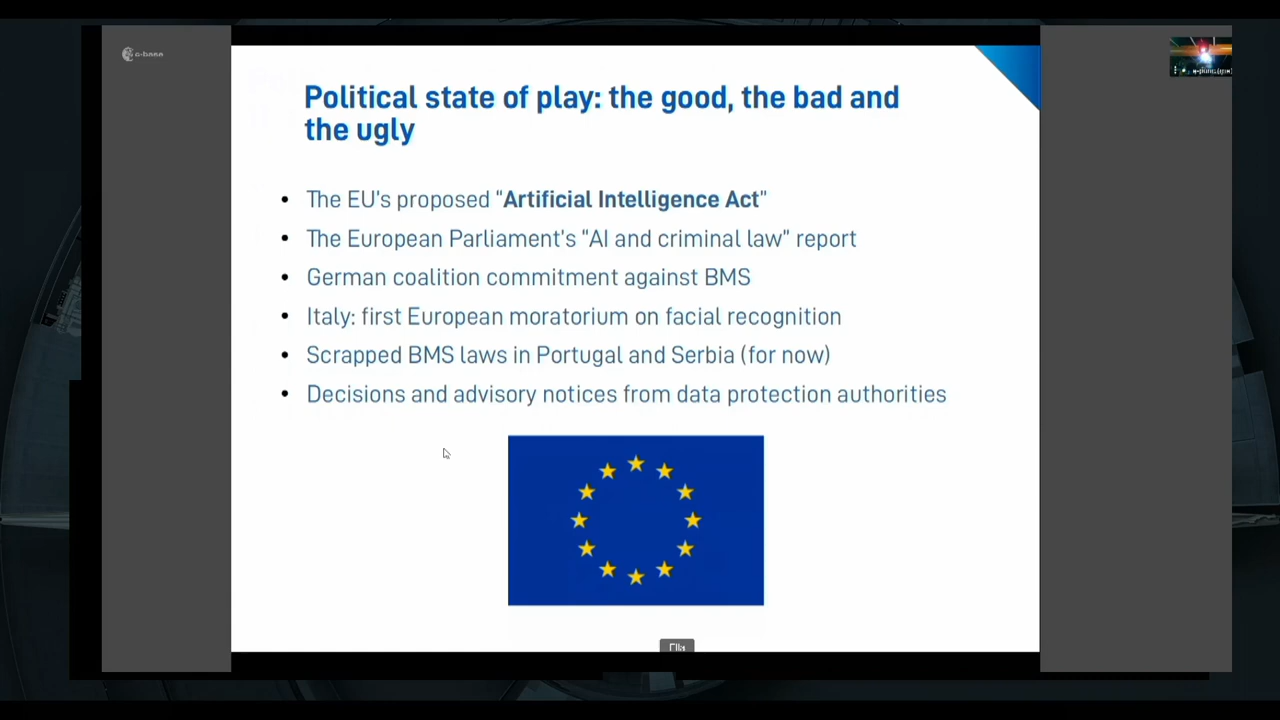 c-base
Political state of play: the good, the bad and
the ugly
• The EU's proposed "Artificial Intelligence Act"
• The European Parliament's "AI and criminal law" report
• German coalition commitment against BMS
• Italy: first European moratorium on facial recognition
• Scrapped BMS laws in Portugal and Serbia (for now)
• Decisions and advisory notices from data protection authorities
Ella